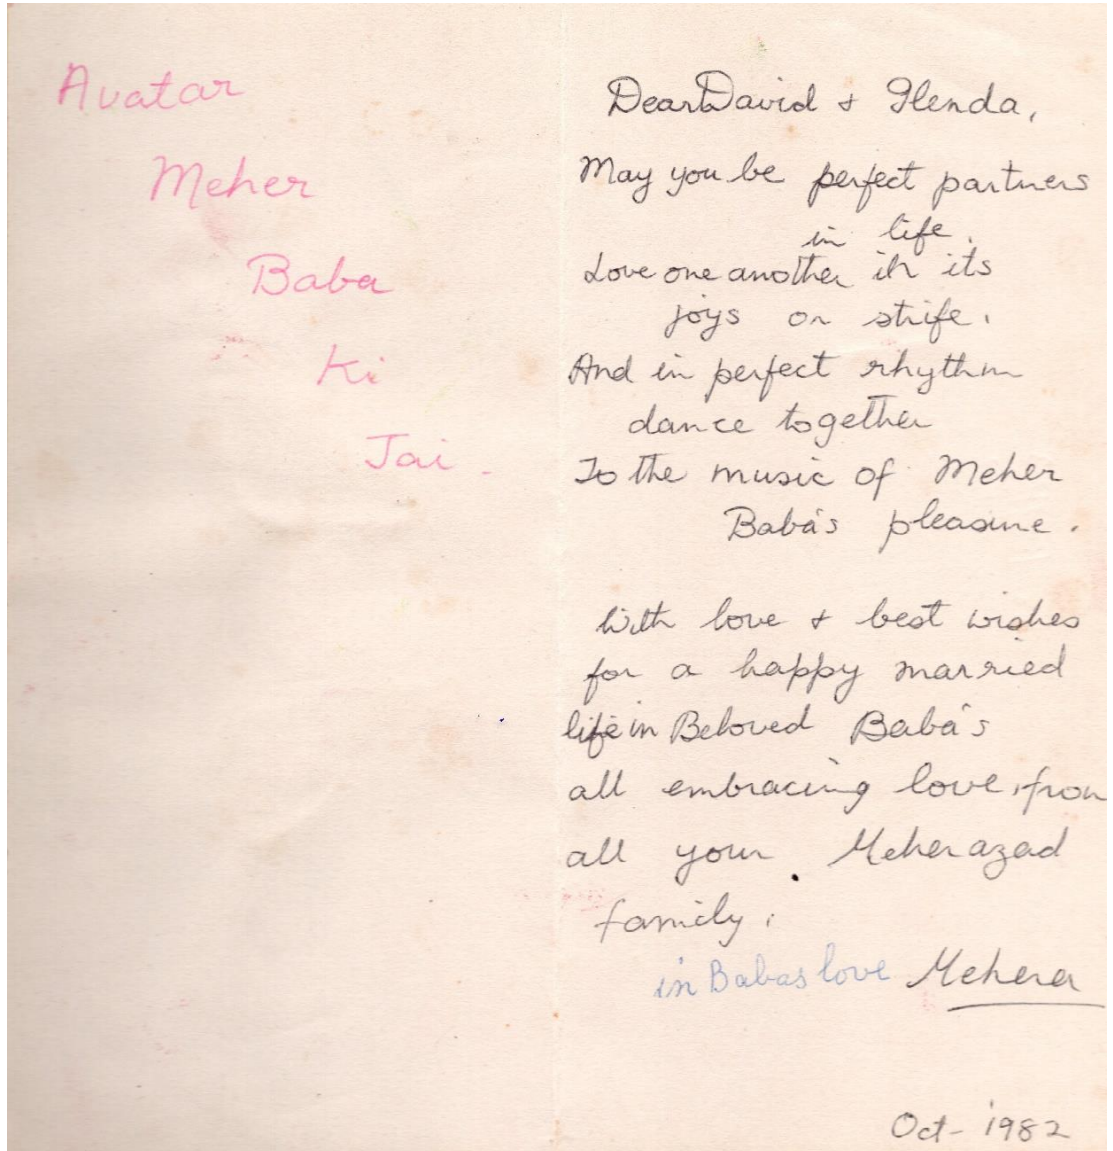 Avatar
Meher
Baba
Ki
Jai.
Dear David & Glenda,
May you be perfect partners
in life.
Love one another in its
joys or strife.
And in perfect rhythm
dance together
To the music of Meher
Baba's pleasure.
With love & best wishes
for a happy married
life in Beloved Baba's
all embracing love, from
all your Meherazad
family.
in Babas love Mehera
Oct- 1982